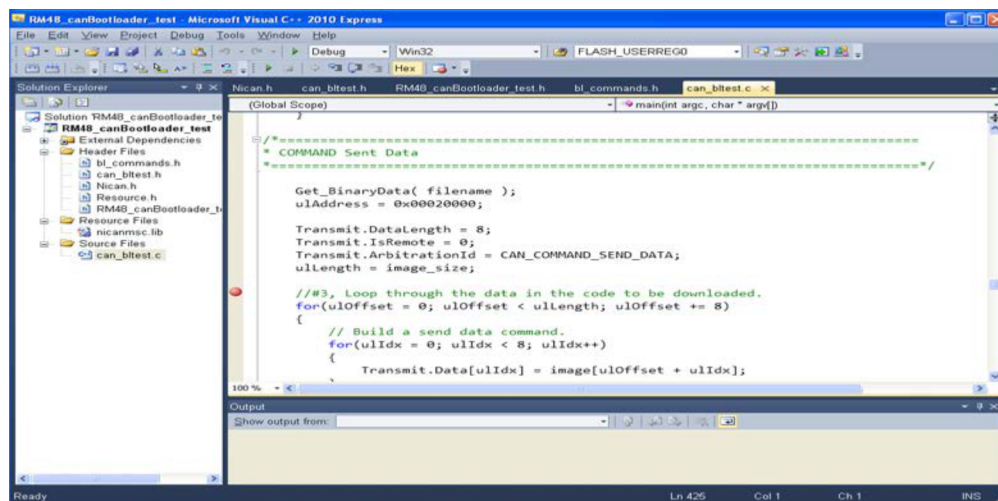 RM48_canBootloader_test - Microsoft Visual C++ 2010 Express
File Edit View Project Debug Tools Window Help
Debug Win32 FLASH_USERREG0
Hex
Solution Explorer
Solution 'RM48_canBootloader_te
RM48_canBootloader_test
External Dependencies
Header Files
bl_commands.h
can_bltest.h
Nican.h
Resource.h
RM48_canBootloader_t
Resource Files
nicanmsc.lib
Source Files
can_bltest.c
Nican.h can_bltest.h RM48_canBootloader_test.h bl_commands.h can_bltest.c
(Global Scope) main(int argc, char * argv[])
}
/*=============================================================================
* COMMAND Sent Data
*=============================================================================*/
Get_BinaryData( filename );
ulAddress = 0x00020000;
Transmit.DataLength = 8;
Transmit.IsRemote = 0;
Transmit.ArbitrationId = CAN_COMMAND_SEND_DATA;
ulLength = image_size;
//#3, Loop through the data in the code to be downloaded.
for(ulOffset = 0; ulOffset < ulLength; ulOffset += 8)
{
// Build a send data command.
for(ulIdx = 0; ulIdx < 8; ulIdx++)
{
Transmit.Data[ulIdx] = image[ulOffset + ulIdx];
100 %
Output
Show output from:
Ready Ln 425 Col 1 Ch 1 INS